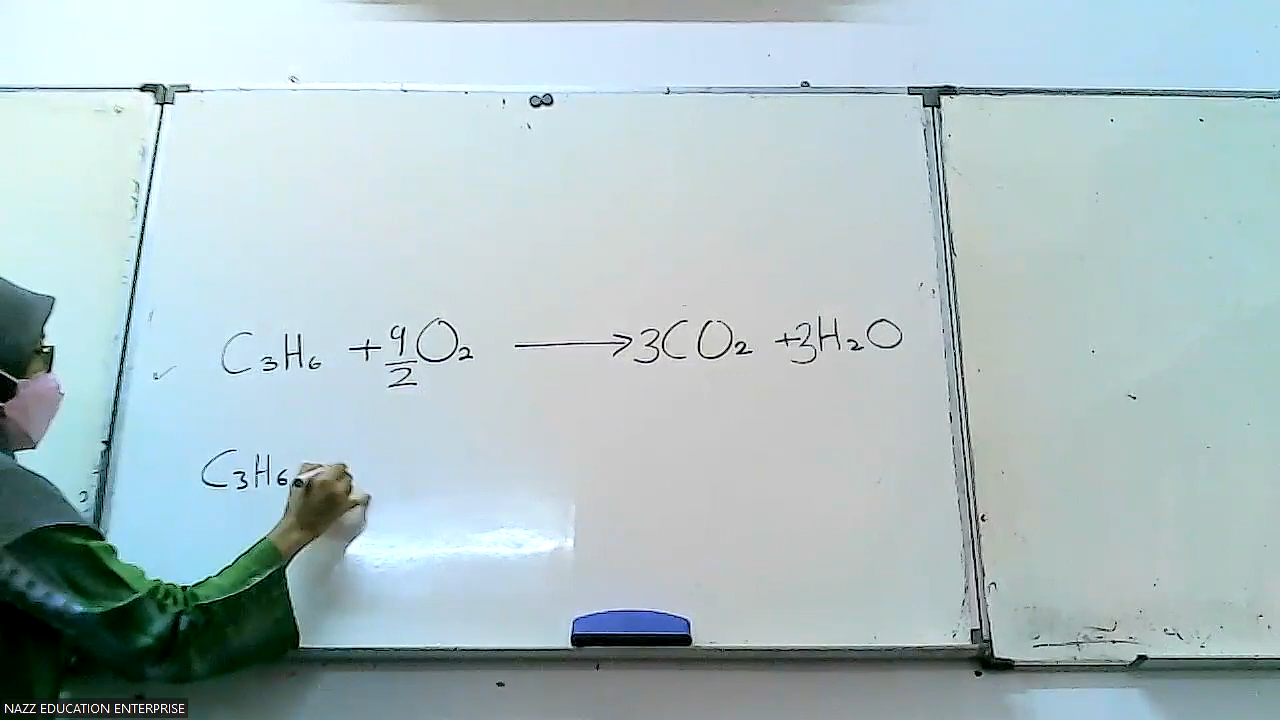 C₃H₆ + 9/2 O₂ ⟶ 3CO₂ + 3H₂O
C₃H₆
NAZZ EDUCATION ENTERPRISE